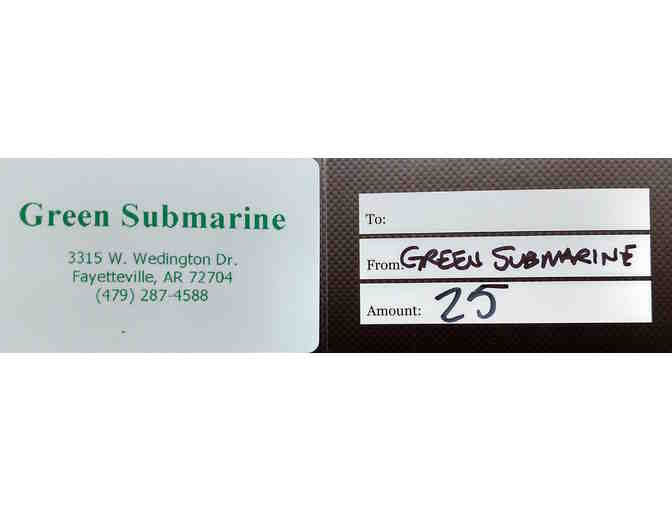 Green Submarine
3315 W. Wedington Dr.
Fayetteville, AR 72704
(479) 287-4588
To:
From: GREEN SUBMARINE
Amount: 25